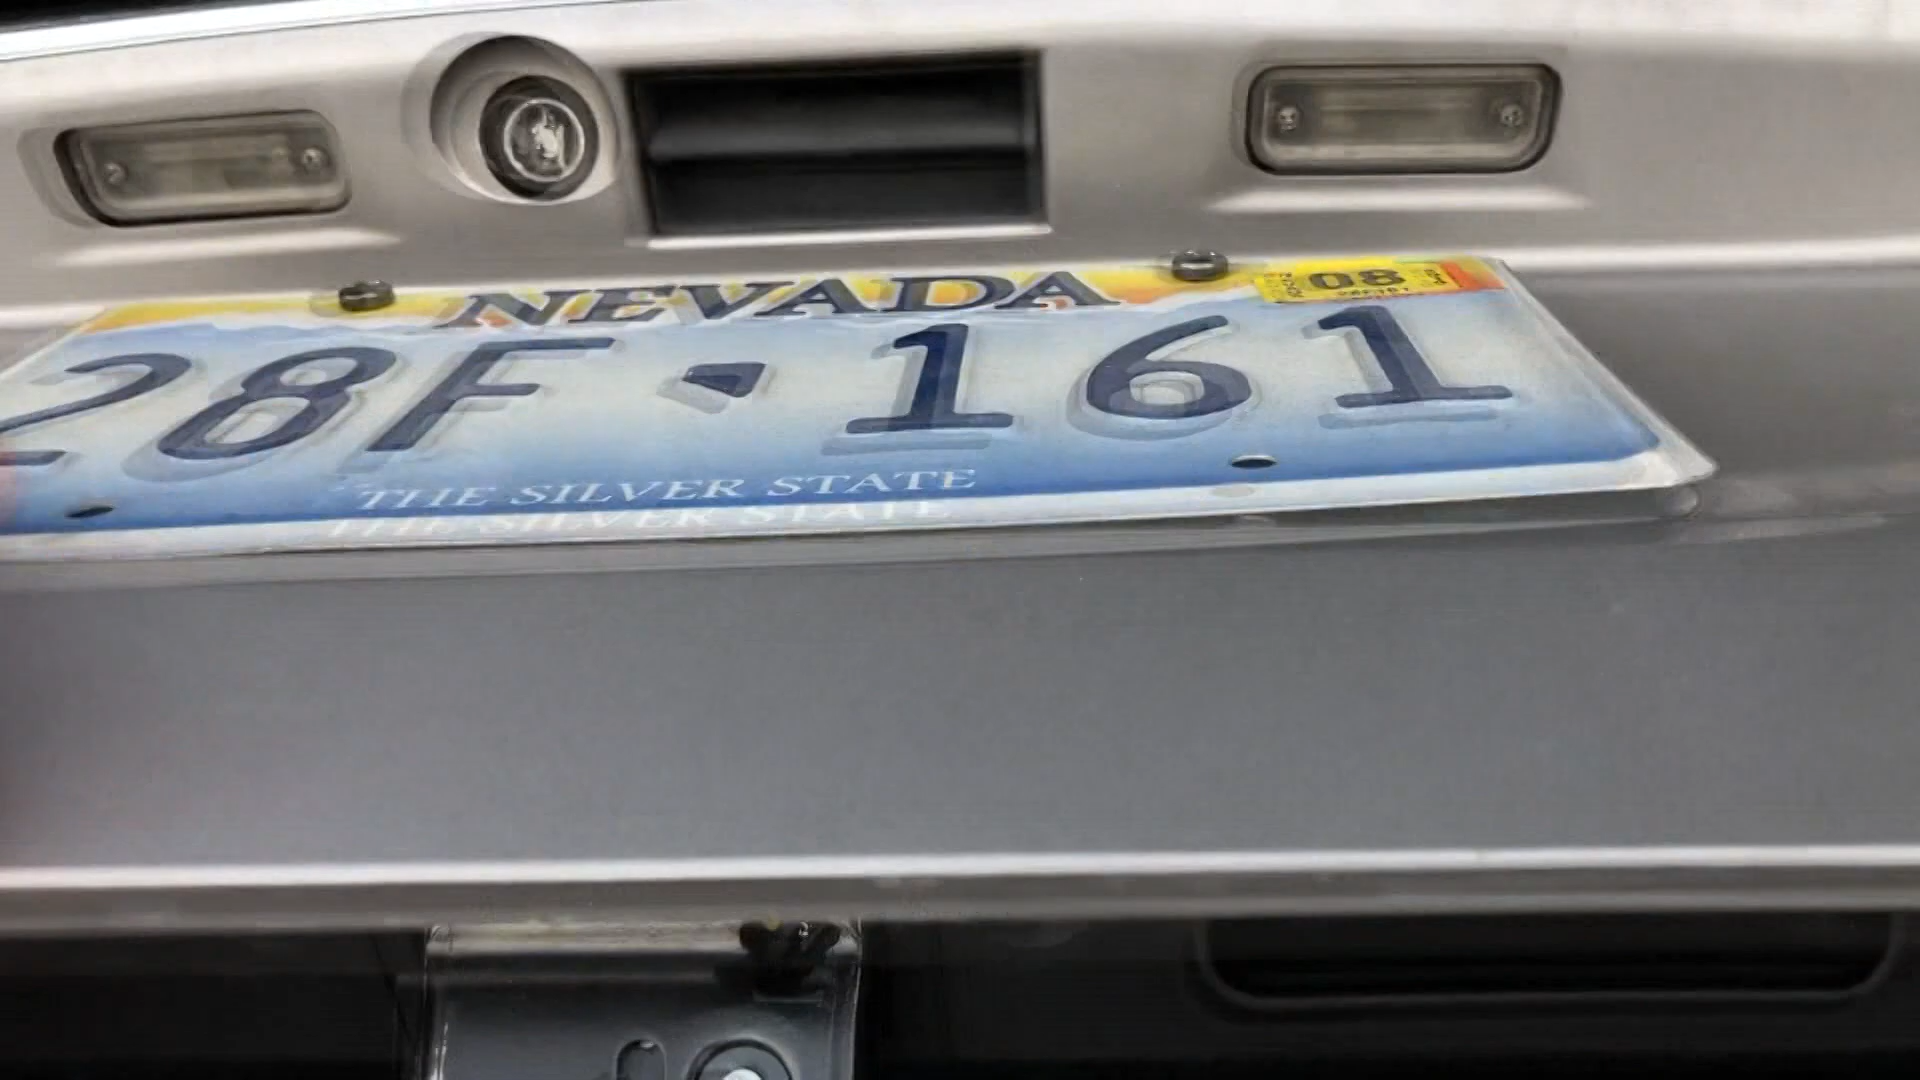 NEVADA
08
28F 161
THE SILVER STATE